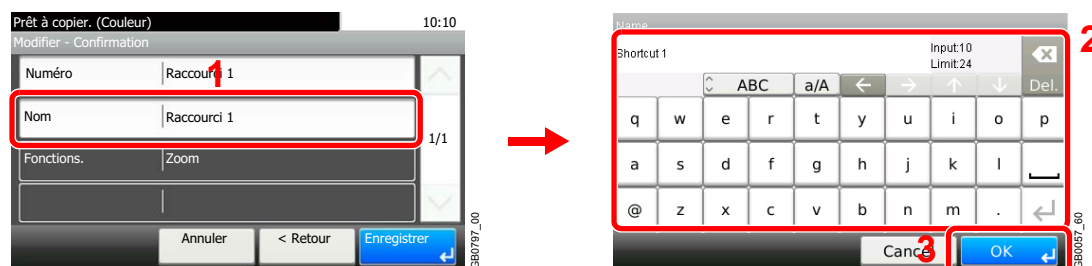 Prêt à copier. (Couleur) 10:10
Modifier - Confirmation
Numéro Raccourci 1
1
Nom Raccourci 1
1/1
Fonctions. Zoom
Annuler < Retour Enregistrer
GB0797_00
Name
2
Shortcut 1 Input:10
Limit:24
ABC a/A ← → ↑ ↓ Del.
q w e r t y u i o p
a s d f g h j k l
@ z x c v b n m .
Cancel 3 OK
GB0057_60